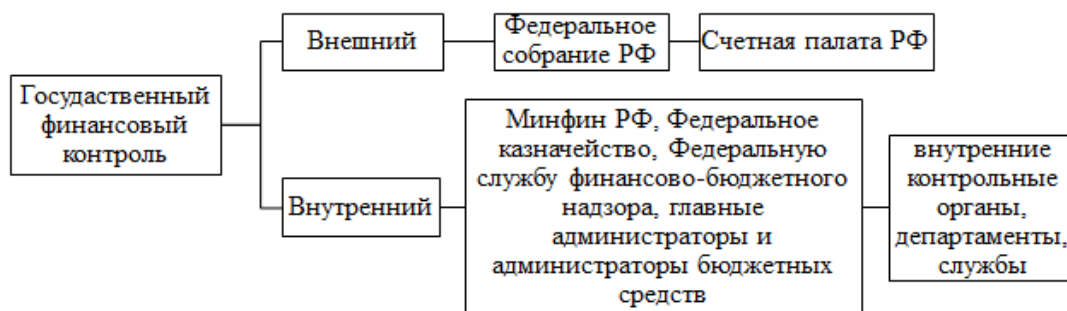 Госудаственный
финансовый
контроль
Внешний
Федеральное
собрание РФ
Счетная палата РФ
Внутренний
Минфин РФ, Федеральное
казначейство, Федеральную
службу финансово-бюджетного
надзора, главные
администраторы и
администраторы бюджетных
средств
внутренние
контрольные
органы,
департаменты,
службы